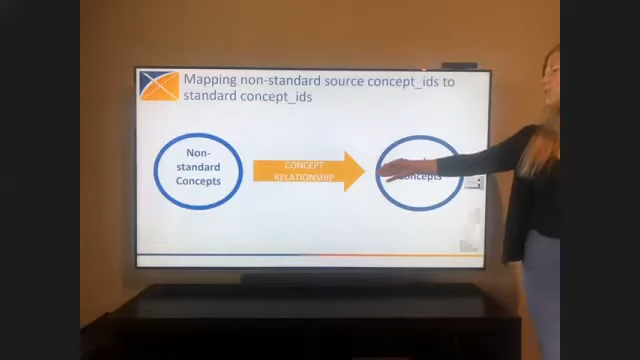 Mapping non-standard source concept_ids to
standard concept_ids
Non-
standard
Concepts
CONCEPT
RELATIONSHIP
Concepts